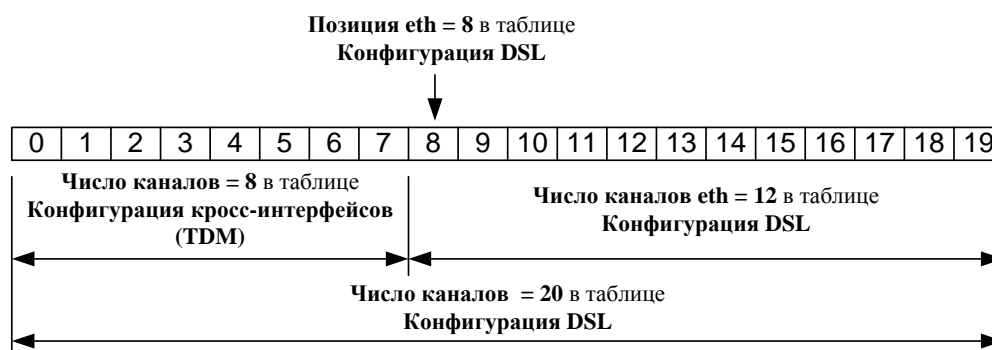 Позиция eth = 8 в таблице
Конфигурация DSL
0 1 2 3 4 5 6 7 8 9 10 11 12 13 14 15 16 17 18 19
Число каналов = 8 в таблице
Конфигурация кросс-интерфейсов
(TDM)
Число каналов eth = 12 в таблице
Конфигурация DSL
Число каналов = 20 в таблице
Конфигурация DSL